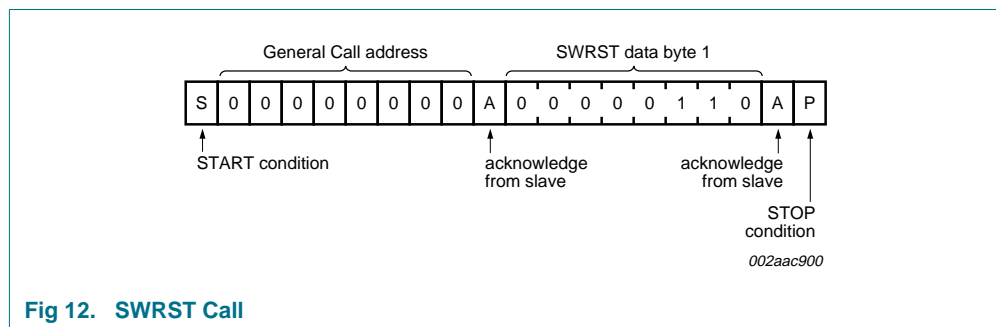 General Call address SWRST data byte 1
S 0 0 0 0 0 0 0 0 A 0 0 0 0 0 1 1 0 A P
START condition acknowledge acknowledge
from slave from slave
STOP
condition
002aac900
Fig 12. SWRST Call